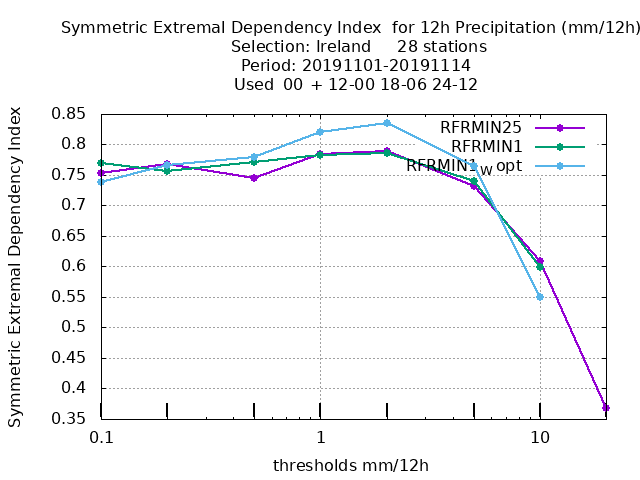 Symmetric Extremal Dependency Index for 12h Precipitation (mm/12h)
Selection: Ireland 28 stations
Period: 20191101-20191114
Used 00 + 12-00 18-06 24-12
Symmetric Extremal Dependency Index
0.85
0.8
0.75
0.7
0.65
0.6
0.55
0.5
0.45
0.4
0.35
RFRMIN25
RFRMIN1
RFRMIN1w opt
0.1 1 10
thresholds mm/12h